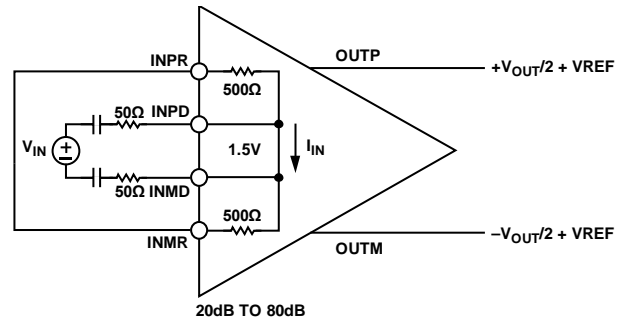 INPR
500Ω
OUTP
+VOUT/2 + VREF
50Ω
INPD
VIN
1.5V
IIN
50Ω
INMD
500Ω
INMR
OUTM
−VOUT/2 + VREF
20dB TO 80dB